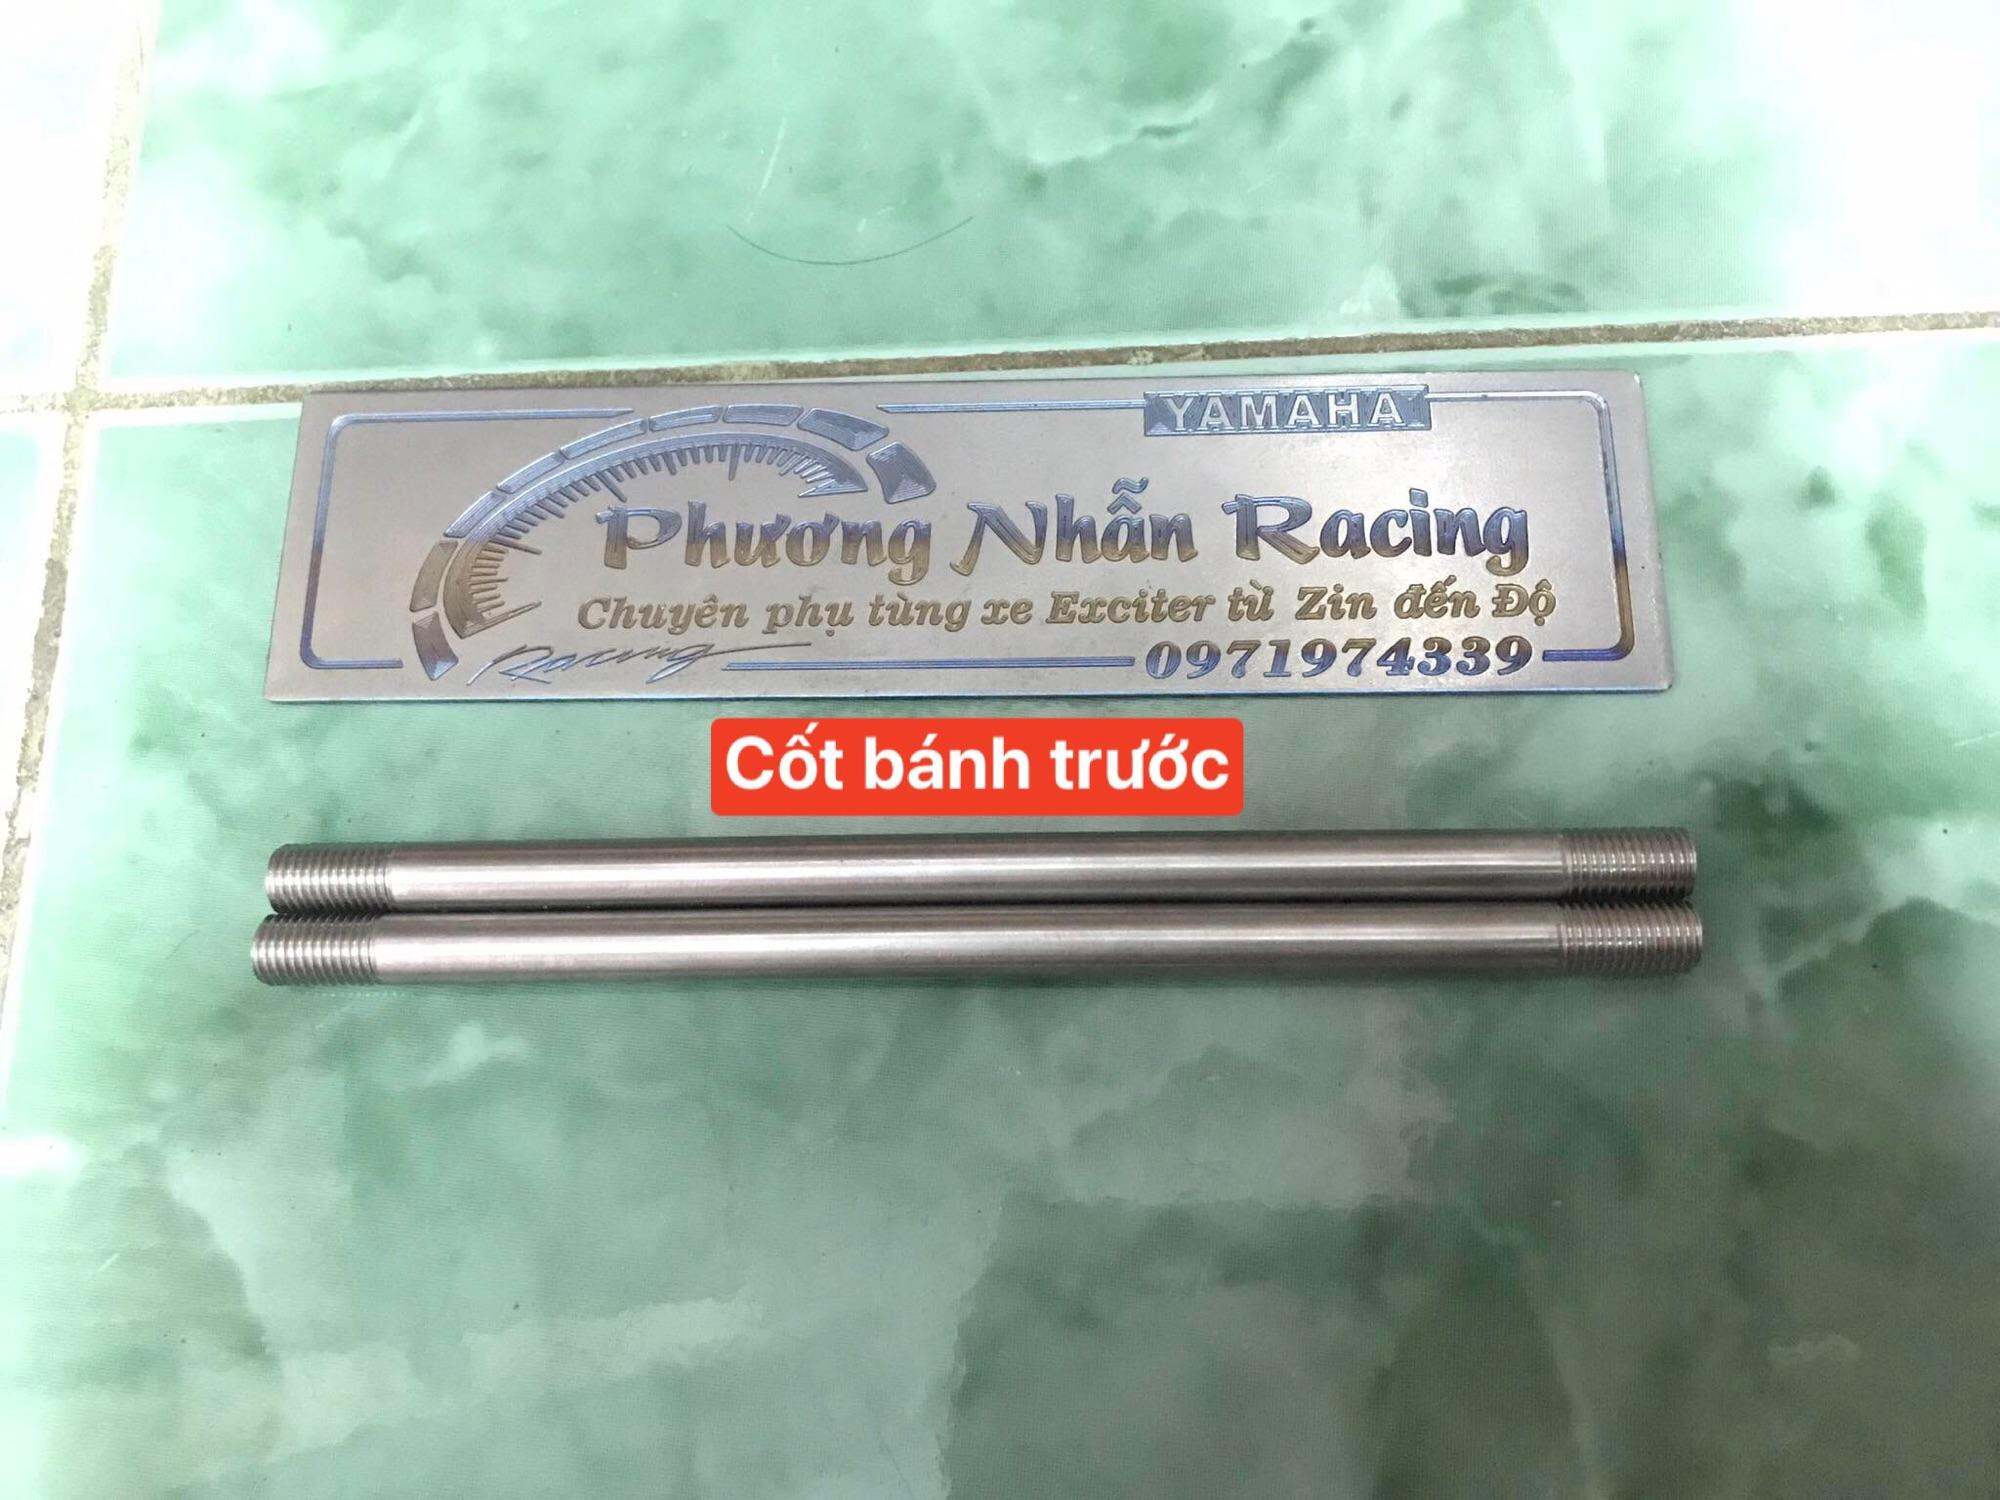 YAMAHA
Phương Nhẫn Racing
Chuyên phụ tùng xe Exciter từ Zin đến Độ
Racing
0971974339
Cốt bánh trước